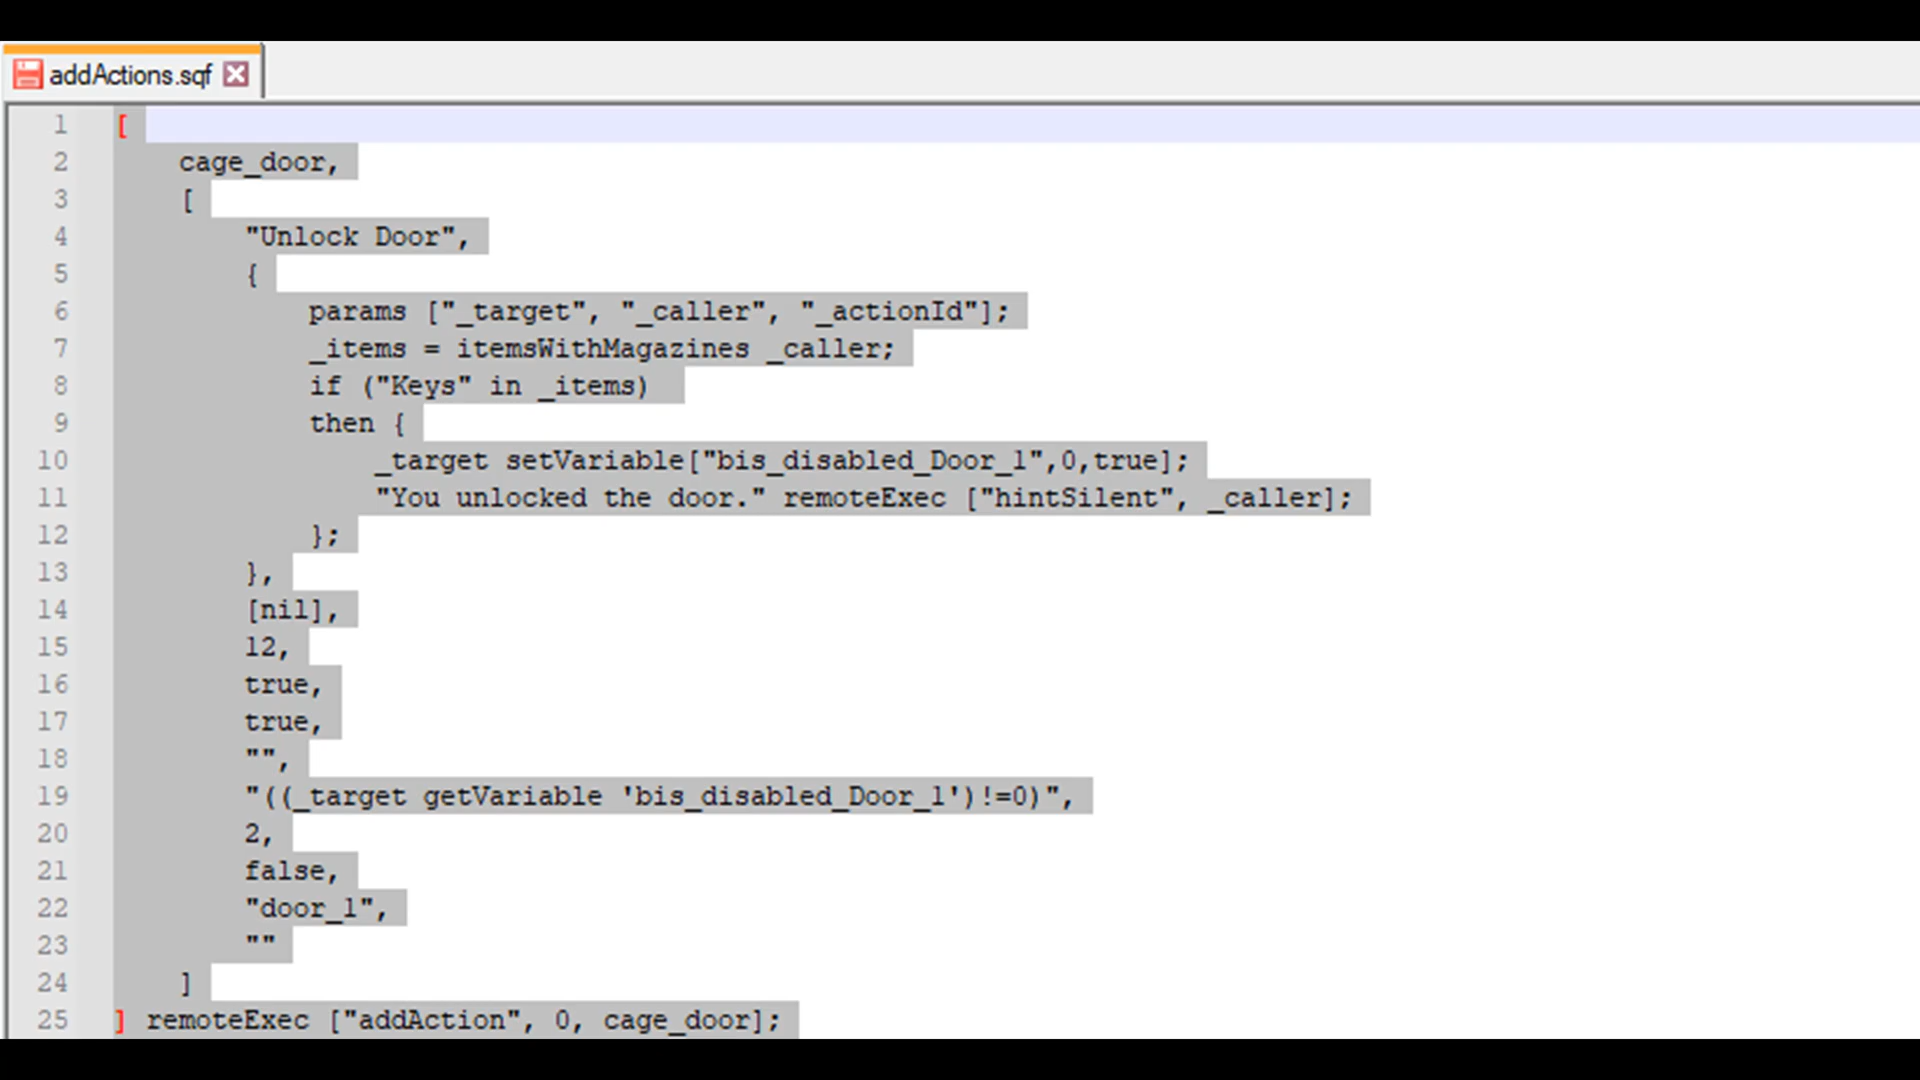 addActions.sqf
1 [
2 cage_door,
3 [
4 "Unlock Door",
5 {
6 params ["_target", "_caller", "_actionId"];
7 _items = itemsWithMagazines _caller;
8 if ("Keys" in _items)
9 then {
10 _target setVariable["bis_disabled_Door_1",0,true];
11 "You unlocked the door." remoteExec ["hintSilent", _caller];
12 };
13 },
14 [nil],
15 12,
16 true,
17 true,
18 "",
19 "((_target getVariable 'bis_disabled_Door_1')!=0)",
20 2,
21 false,
22 "door_1",
23 ""
24 ]
25 ] remoteExec ["addAction", 0, cage_door];